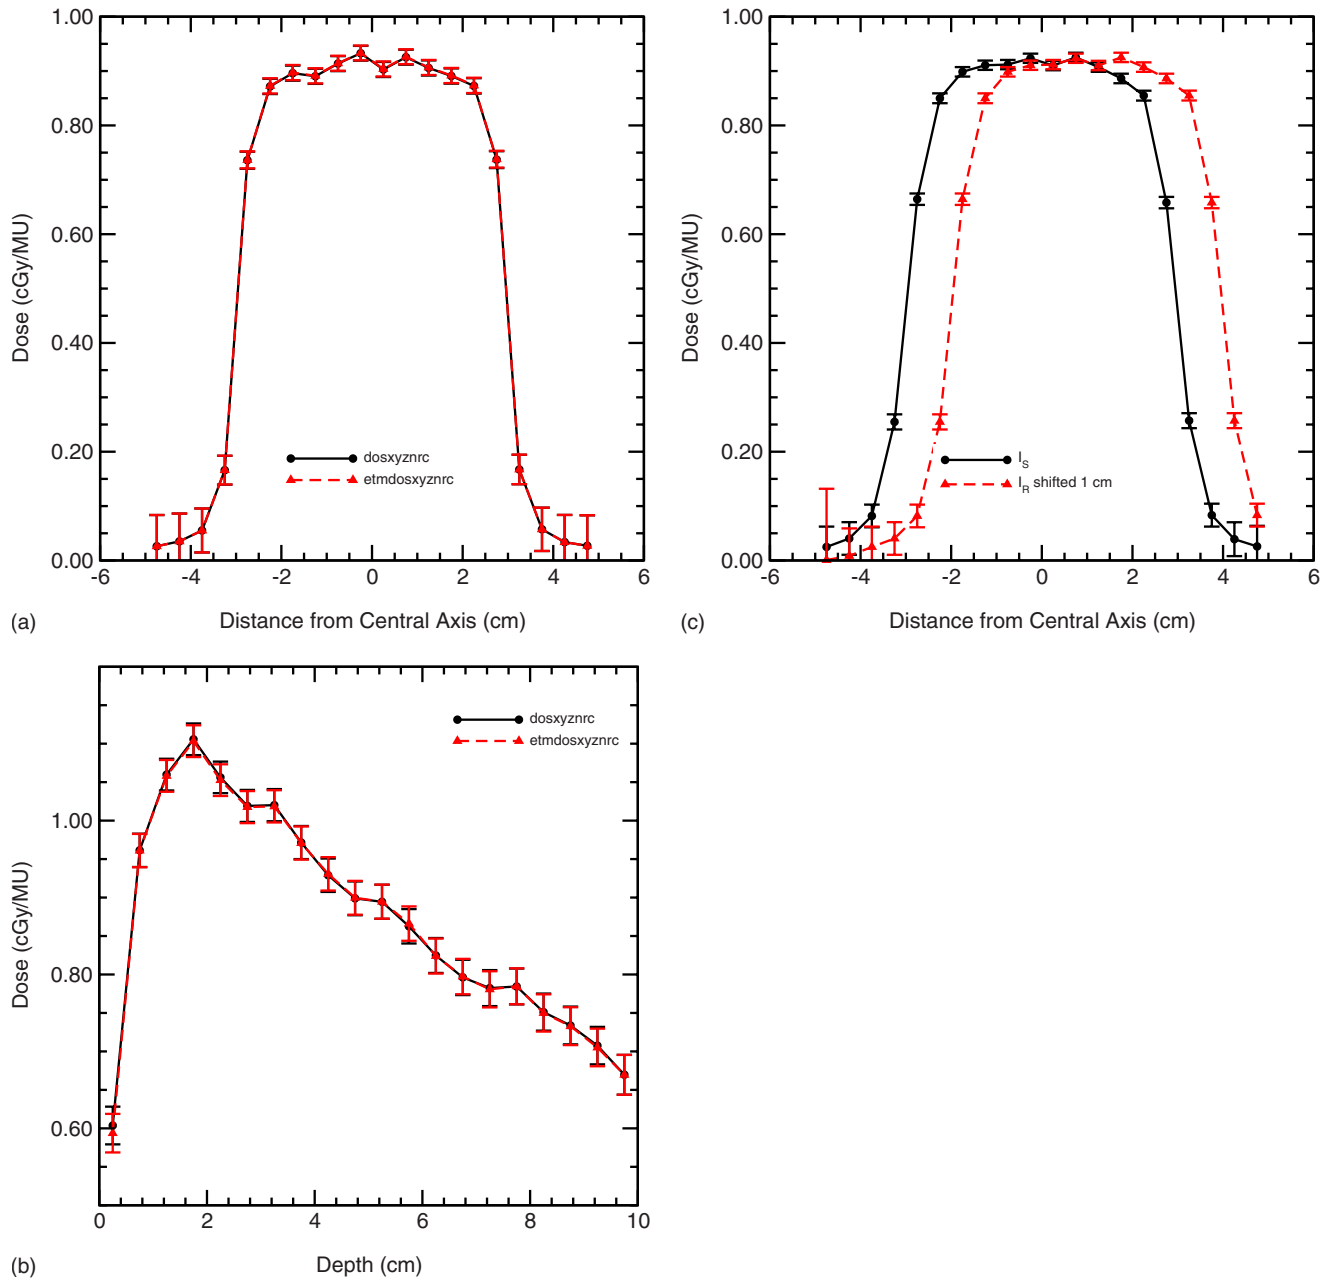 1.00
0.80
0.60
0.40
0.20
0.00
Dose (cGy/MU)
dosxyznrc
etmdosxyznrc
-6 -4 -2 0 2 4 6
Distance from Central Axis (cm)
(a)
1.00
0.80
0.60
0.40
0.20
0.00
Dose (cGy/MU)
I_S
I_R shifted 1 cm
-6 -4 -2 0 2 4 6
Distance from Central Axis (cm)
(c)
dosxyznrc
etmdosxyznrc
1.00
0.80
0.60
Dose (cGy/MU)
0 2 4 6 8 10
Depth (cm)
(b)